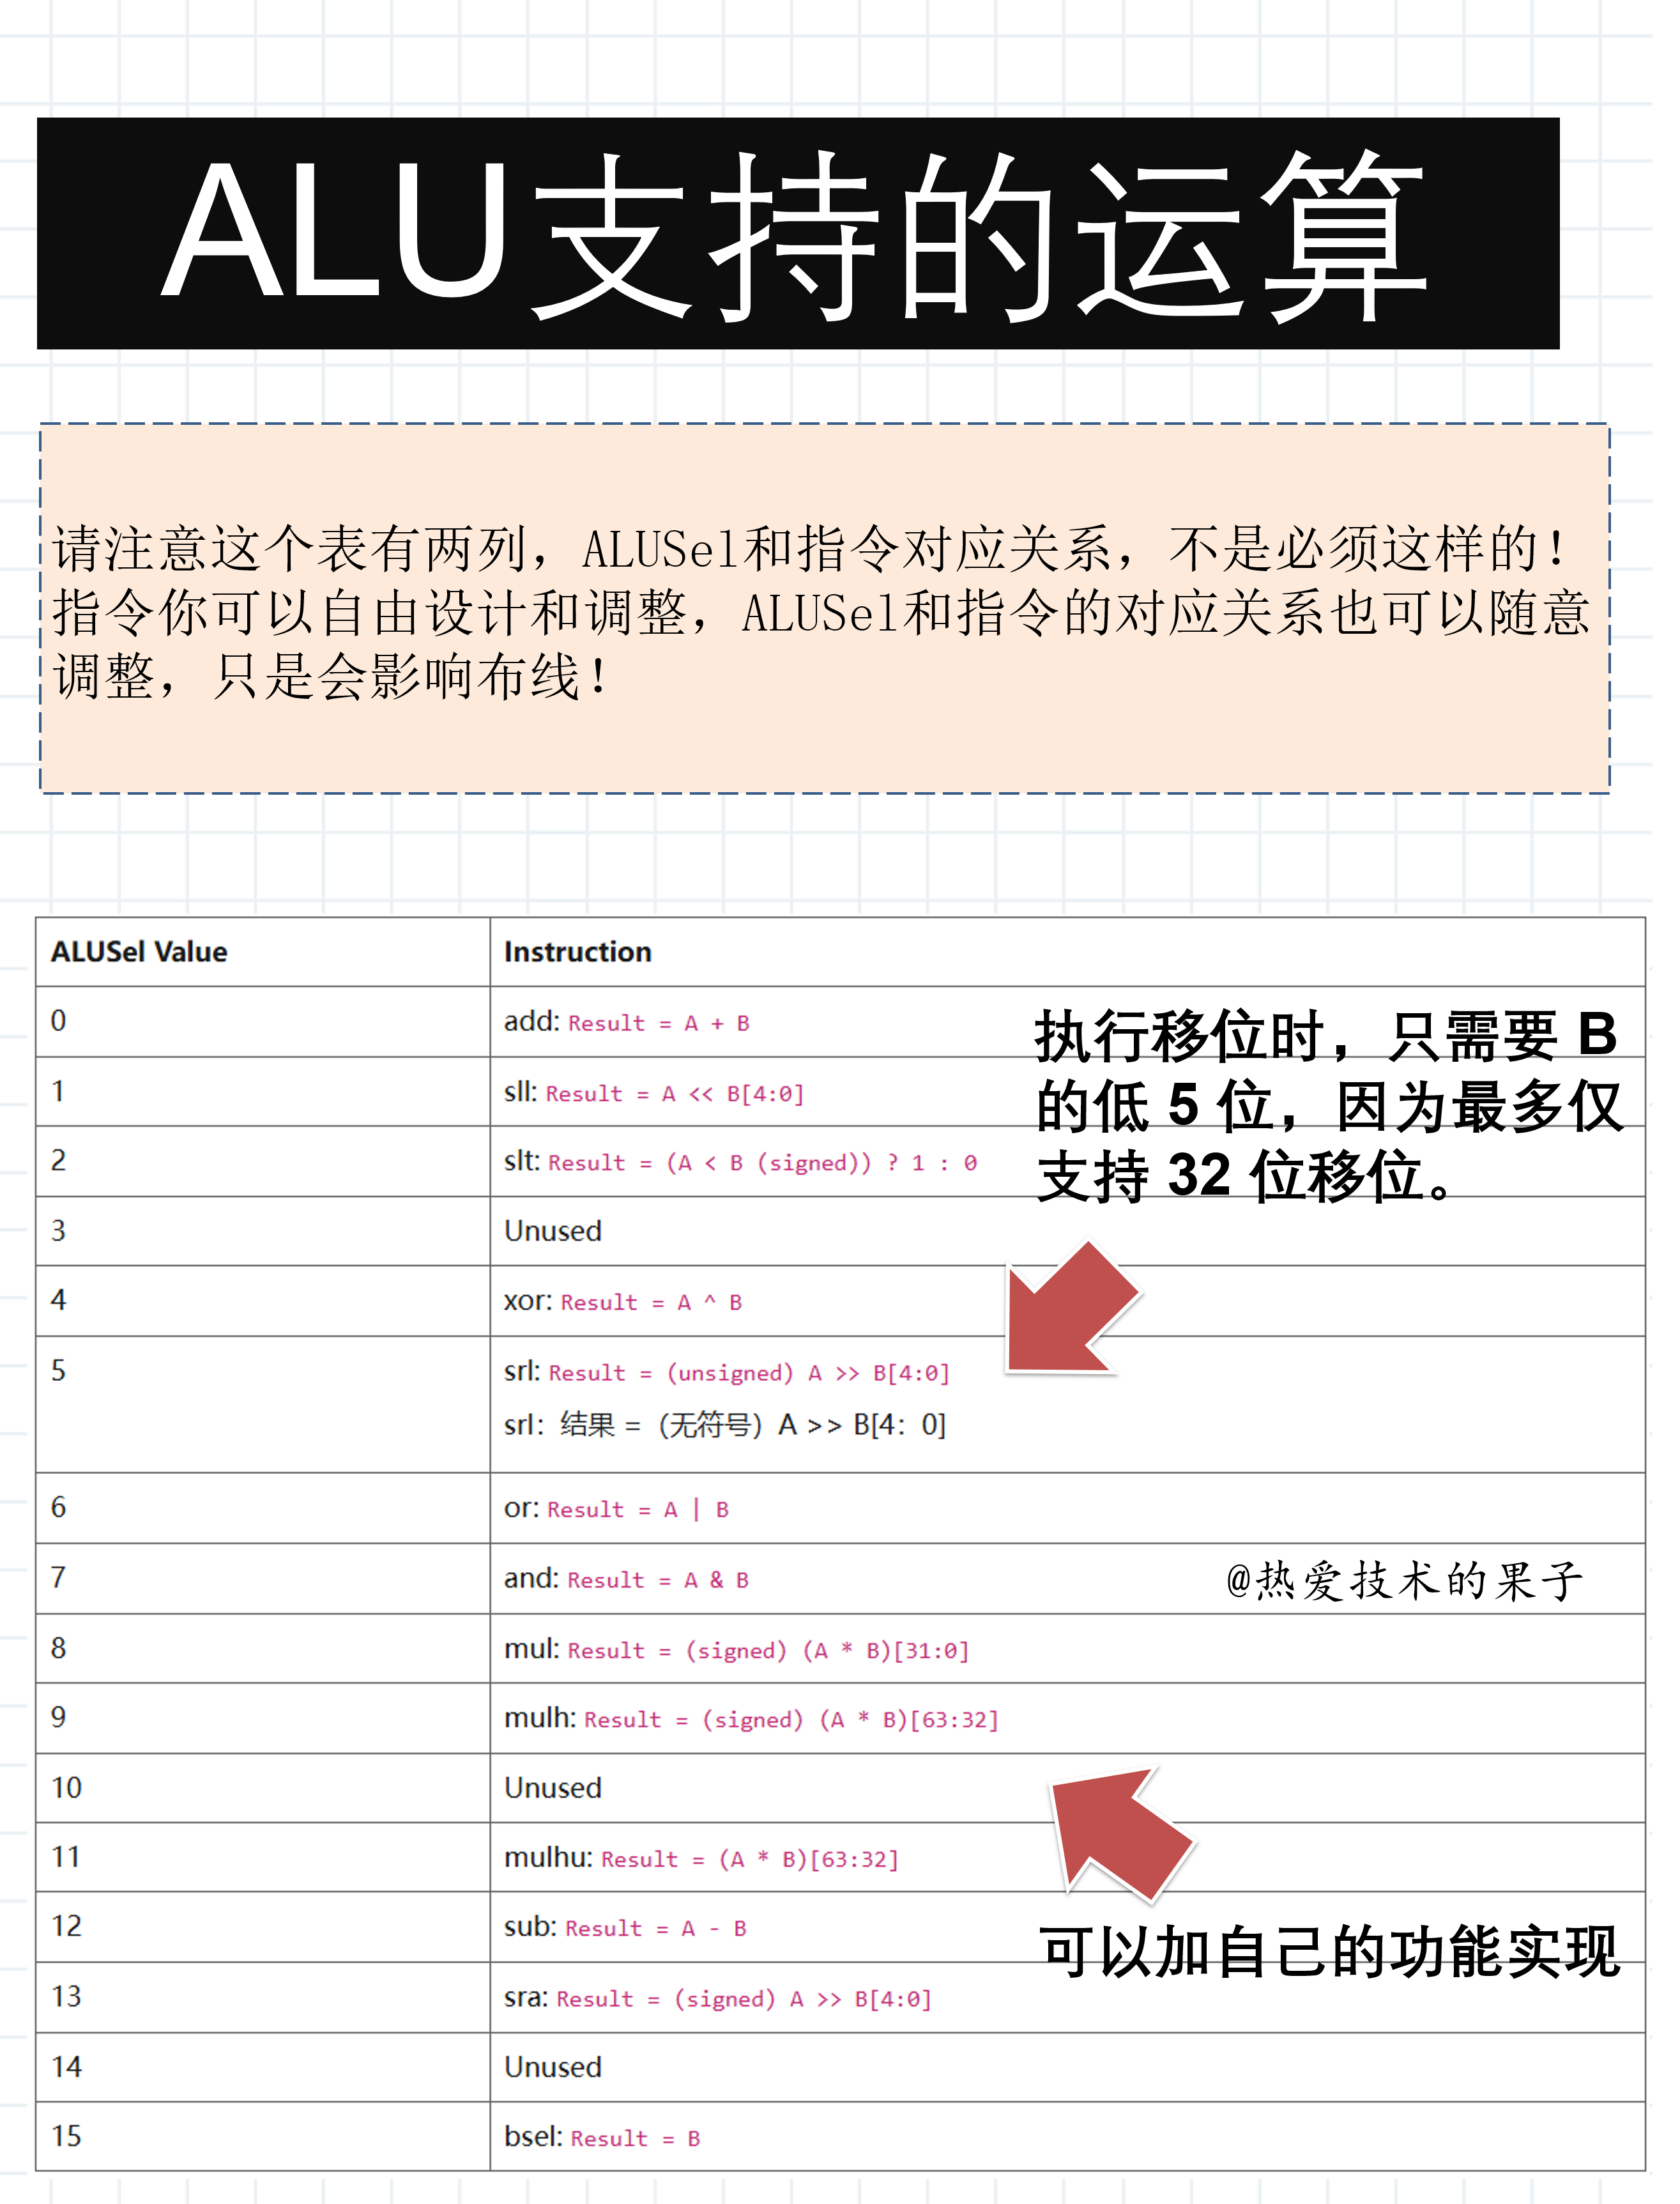 ALU支持的运算
请注意这个表有两列，ALUSel和指令对应关系，不是必须这样的！
指令你可以自由设计和调整，ALUSel和指令的对应关系也可以随意
调整，只是会影响布线！
ALUSel Value Instruction
0 add: Result = A + B
1 sll: Result = A << B[4:0]
2 slt: Result = (A < B (signed)) ? 1 : 0
执行移位时，只需要 B
的低 5 位，因为最多仅
支持 32 位移位。
3 Unused
4 xor: Result = A ^ B
5 srl: Result = (unsigned) A >> B[4:0]
srl：结果 =（无符号）A >> B[4：0]
6 or: Result = A | B
7 and: Result = A & B
@热爱技术的果子
8 mul: Result = (signed) (A * B)[31:0]
9 mulh: Result = (signed) (A * B)[63:32]
10 Unused
11 mulhu: Result = (A * B)[63:32]
12 sub: Result = A - B
可以加自己的功能实现
13 sra: Result = (signed) A >> B[4:0]
14 Unused
15 bsel: Result = B